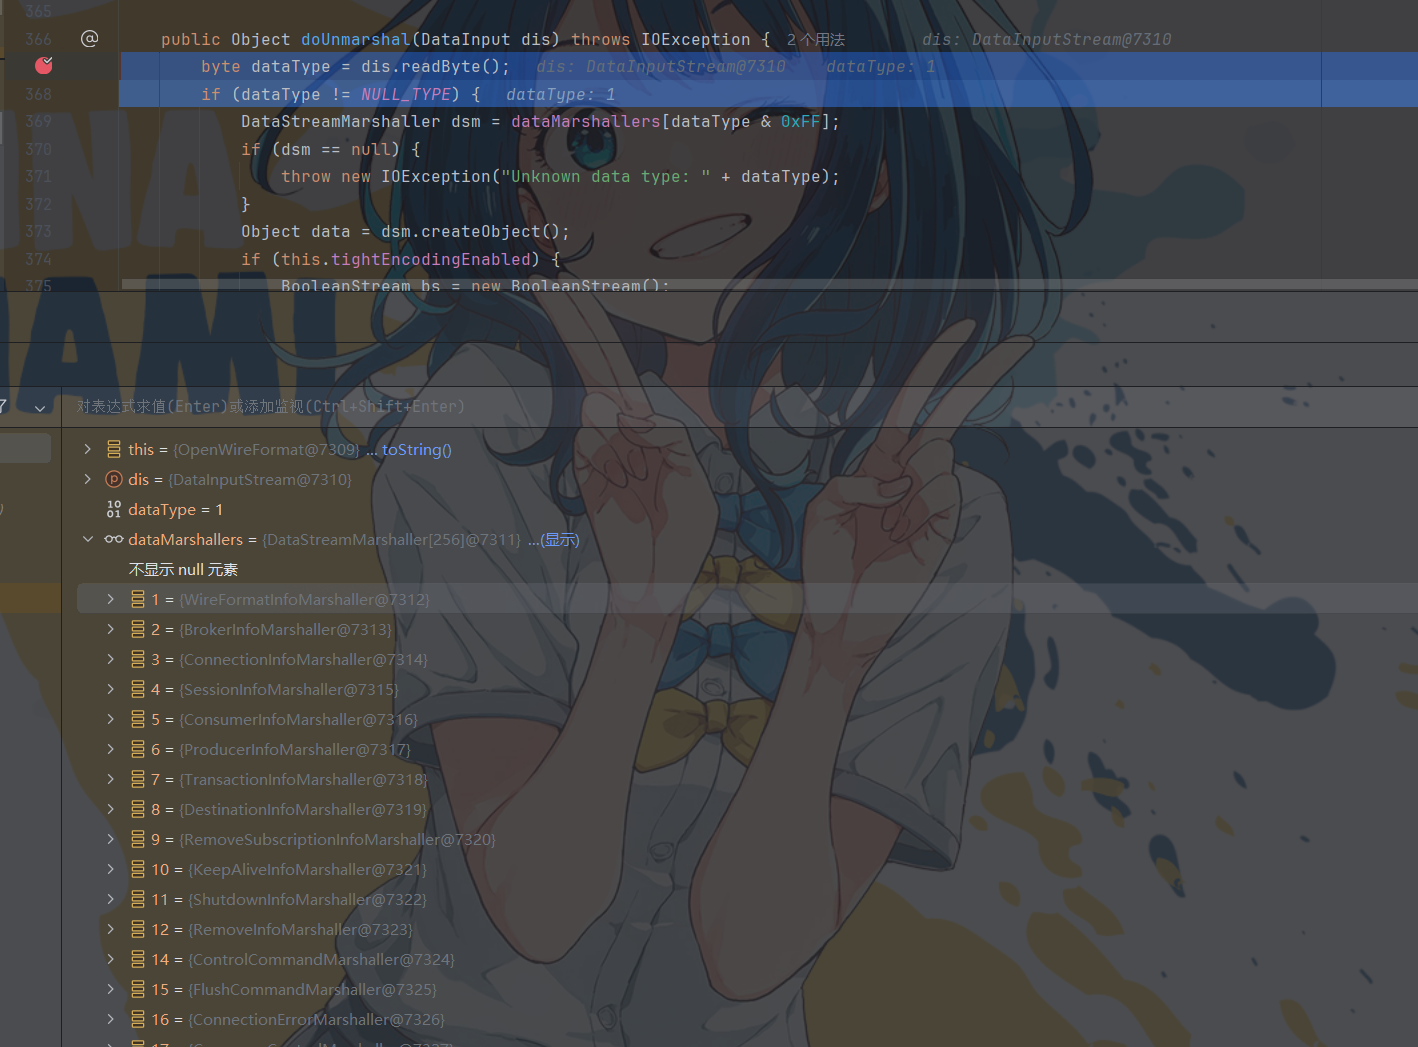 365
366 @ public Object doUnmarshal(DataInput dis) throws IOException { 2 个用法 dis: DataInputStream@7310
byte dataType = dis.readByte(); dis: DataInputStream@7310 dataType: 1
368 if (dataType != NULL_TYPE) { dataType: 1
369 DataStreamMarshaller dsm = dataMarshallers[dataType & 0xFF];
370 if (dsm == null) {
371 throw new IOException("Unknown data type: " + dataType);
372 }
373 Object data = dsm.createObject();
374 if (this.tightEncodingEnabled) {
375 BooleanStream bs = new BooleanStream();
对表达式求值(Enter)或添加监视(Ctrl+Shift+Enter)
this = {OpenWireFormat@7309} ... toString()
dis = {DataInputStream@7310}
dataType = 1
dataMarshallers = {DataStreamMarshaller[256]@7311} ...(显示)
不显示 null 元素
1 = {WireFormatInfoMarshaller@7312}
2 = {BrokerInfoMarshaller@7313}
3 = {ConnectionInfoMarshaller@7314}
4 = {SessionInfoMarshaller@7315}
5 = {ConsumerInfoMarshaller@7316}
6 = {ProducerInfoMarshaller@7317}
7 = {TransactionInfoMarshaller@7318}
8 = {DestinationInfoMarshaller@7319}
9 = {RemoveSubscriptionInfoMarshaller@7320}
10 = {KeepAliveInfoMarshaller@7321}
11 = {ShutdownInfoMarshaller@7322}
12 = {RemoveInfoMarshaller@7323}
14 = {ControlCommandMarshaller@7324}
15 = {FlushCommandMarshaller@7325}
16 = {ConnectionErrorMarshaller@7326}